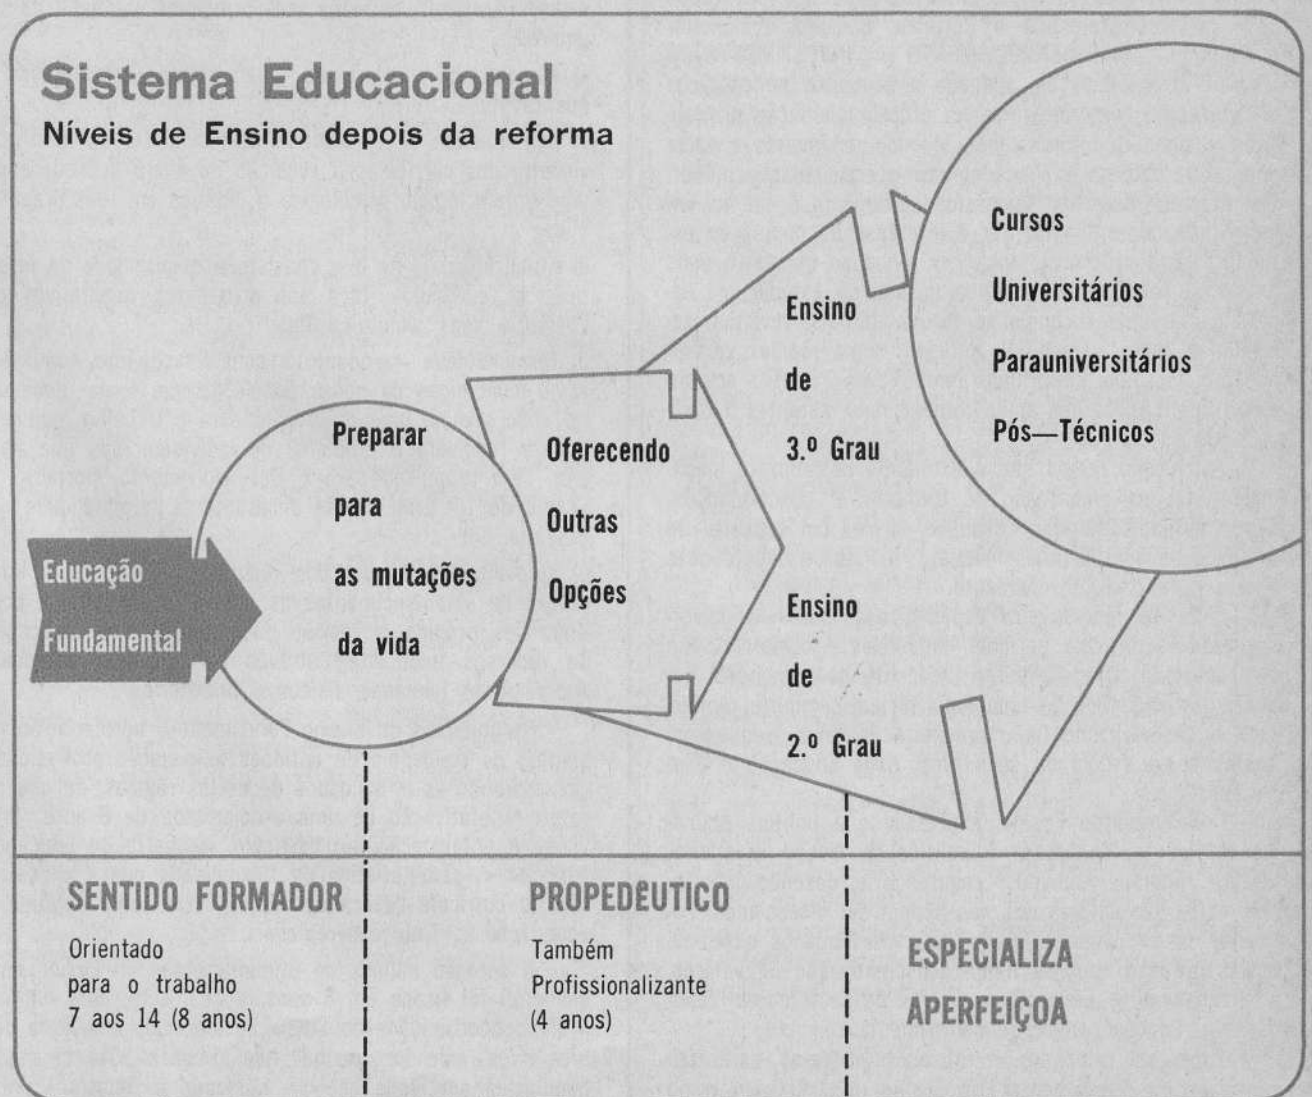 Sistema Educacional
Níveis de Ensino depois da reforma
Educação
Fundamental
Preparar
para
as mutações
da vida
Oferecendo
Outras
Opções
Ensino
de
3.º Grau
Ensino
de
2.º Grau
Cursos
Universitários
Parauniversitários
Pós—Técnicos
SENTIDO FORMADOR
Orientado
para o trabalho
7 aos 14 (8 anos)
PROPEDÊUTICO
Também
Profissionalizante
(4 anos)
ESPECIALIZA
APERFEIÇOA